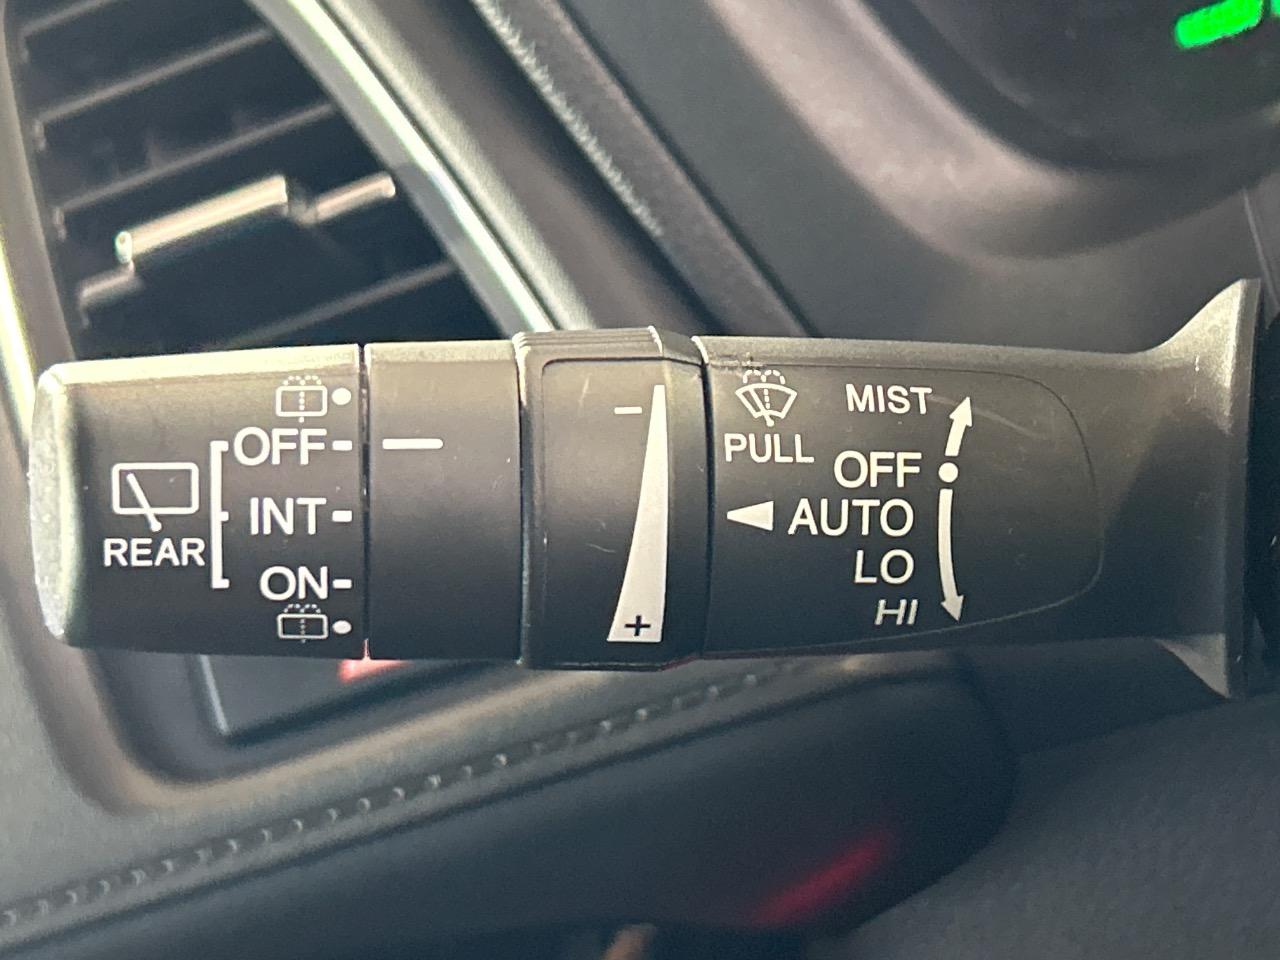 REAR
OFF
INT
ON
−
+
PULL
MIST
OFF
AUTO
LO
HI